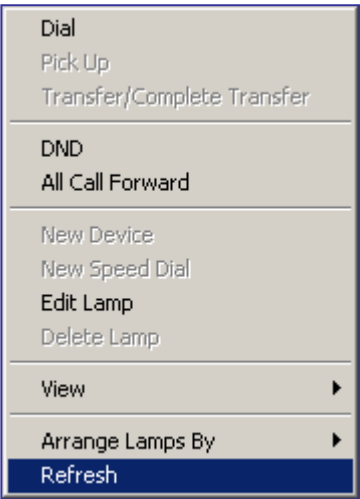 Dial
Pick Up
Transfer/Complete Transfer
DND
All Call Forward
New Device
New Speed Dial
Edit Lamp
Delete Lamp
View
Arrange Lamps By
Refresh